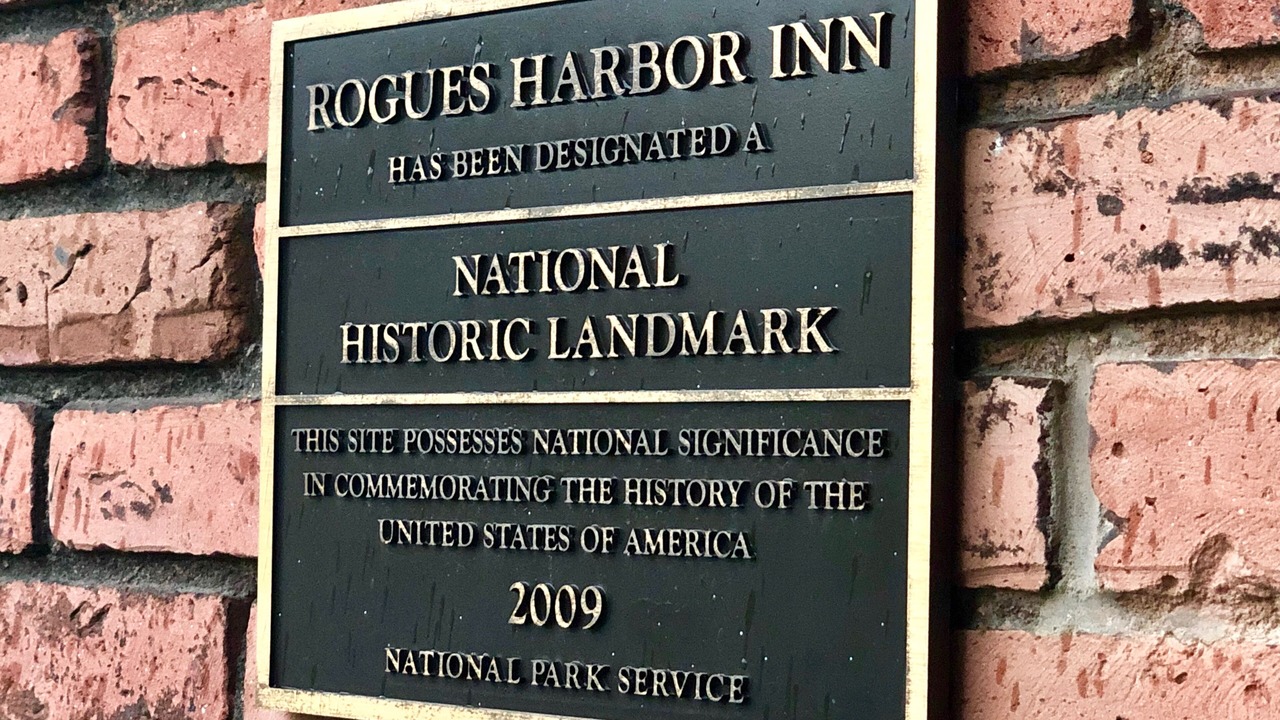 ROGUES HARBOR INN
HAS BEEN DESIGNATED A
NATIONAL
HISTORIC LANDMARK
THIS SITE POSSESSES NATIONAL SIGNIFICANCE
IN COMMEMORATING THE HISTORY OF THE
UNITED STATES OF AMERICA
2009
NATIONAL PARK SERVICE